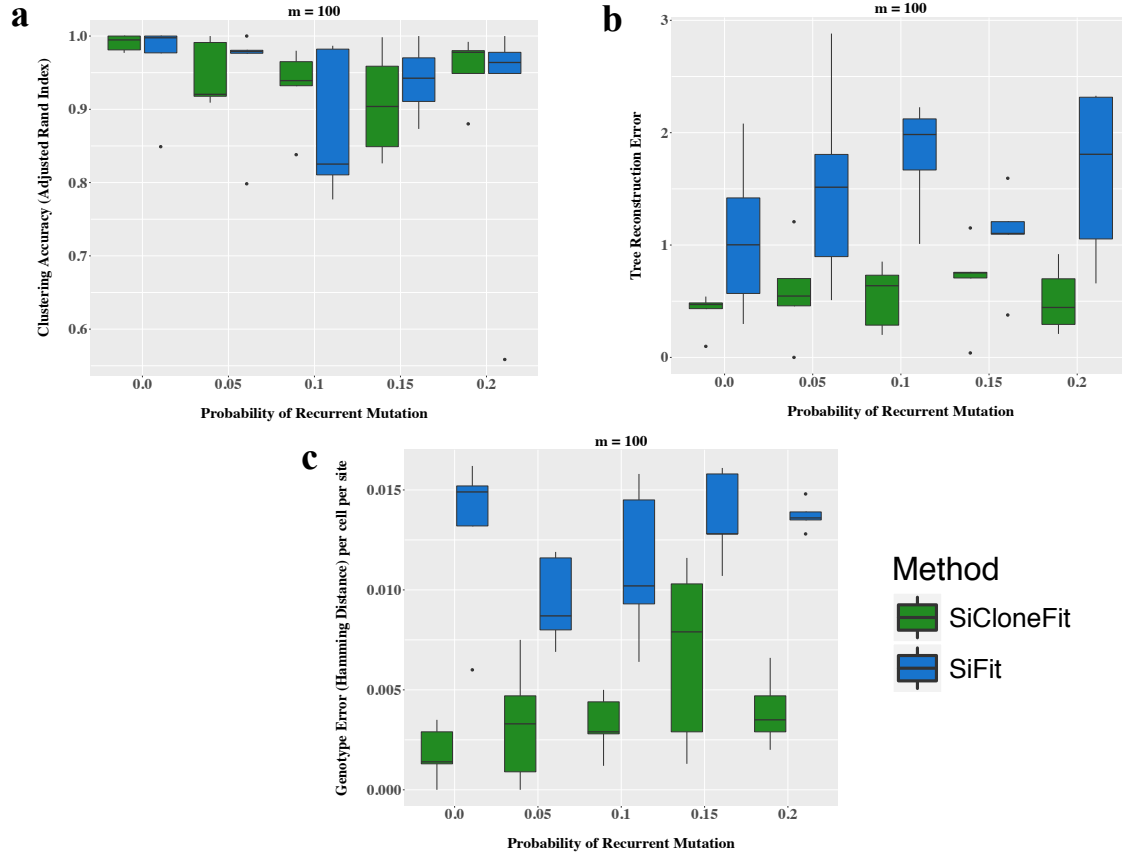 a
m = 100
Clustering Accuracy (Adjusted Rand Index)
1.0
0.9
0.8
0.7
0.6
0.0
0.05
0.1
0.15
0.2
Probability of Recurrent Mutation
b
m = 100
Tree Reconstruction Error
3
2
1
0
0.0
0.05
0.1
0.15
0.2
Probability of Recurrent Mutation
c
m = 100
Genotype Error (Hamming Distance) per cell per site
0.015
0.010
0.005
0.000
0.0
0.05
0.1
0.15
0.2
Probability of Recurrent Mutation
Method
SiCloneFit
SiFit